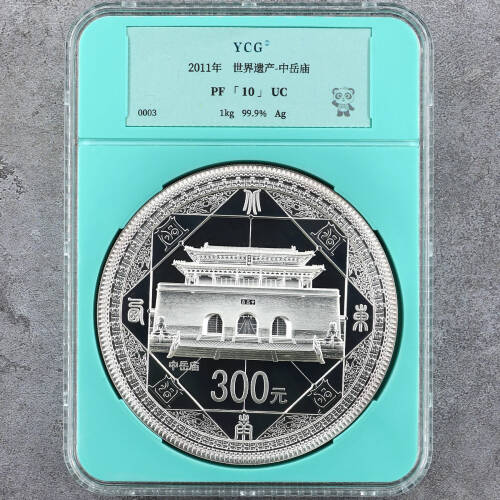 YCG
2011年 世界遗产-中岳庙
PF「10」UC
0003 1kg 99.9% Ag
中岳庙
300元